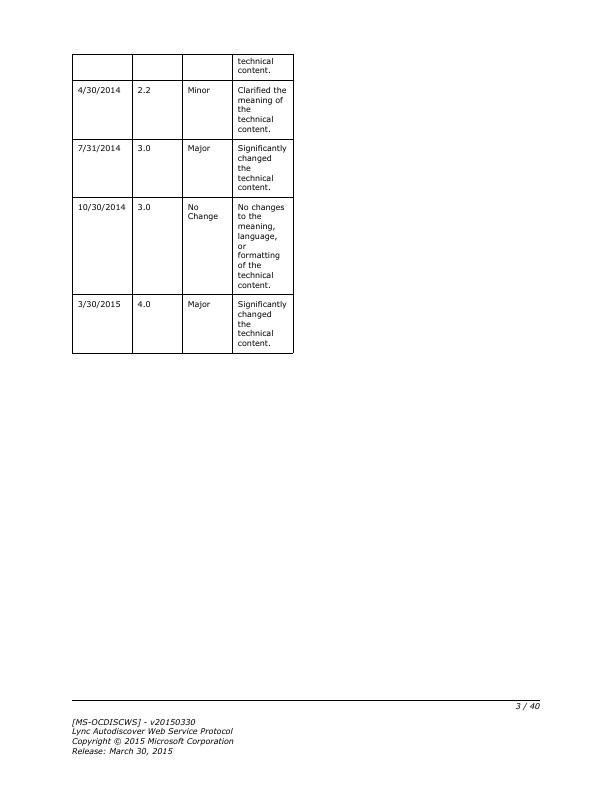 technical
content.
4/30/2014 2.2 Minor Clarified the
meaning of
the
technical
content.
7/31/2014 3.0 Major Significantly
changed
the
technical
content.
10/30/2014 3.0 No No changes
Change to the
meaning,
language,
or
formatting
of the
technical
content.
3/30/2015 4.0 Major Significantly
changed
the
technical
content.
3 / 40
[MS-OCDISCWS] - v20150330
Lync Autodiscover Web Service Protocol
Copyright © 2015 Microsoft Corporation
Release: March 30, 2015